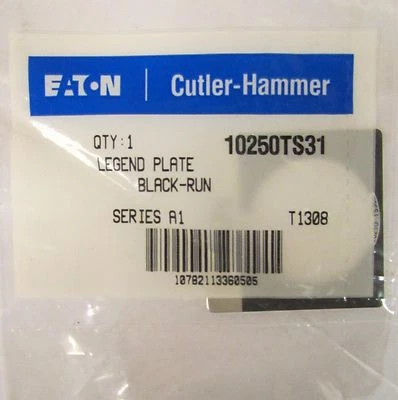 EATON | Cutler-Hammer
QTY:1 10250TS31
LEGEND PLATE
BLACK-RUN
SERIES A1 T1308
10782113360505